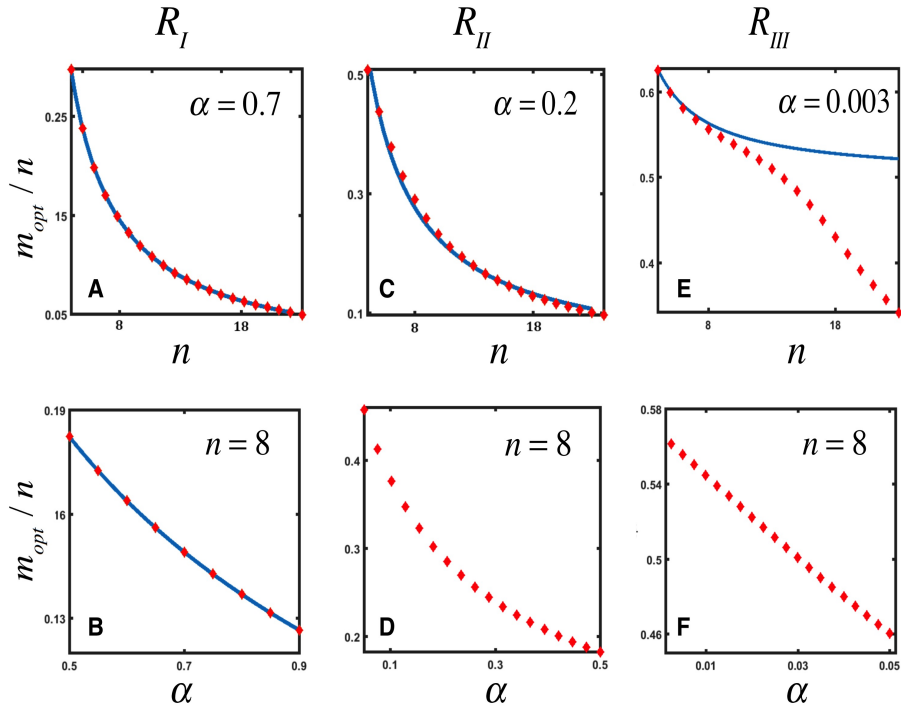 R_I
R_II
R_III
m_opt / n
0.25
15
0.05
8
18
n
A
α = 0.7
0.5
0.3
0.1
8
18
n
C
α = 0.2
0.6
0.5
0.4
8
18
n
E
α = 0.003
m_opt / n
0.19
16
0.13
0.5
0.7
0.9
α
B
n = 8
0.4
0.3
0.2
0.1
0.3
0.5
α
D
n = 8
0.58
0.54
0.5
0.46
0.01
0.03
0.05
α
F
n = 8